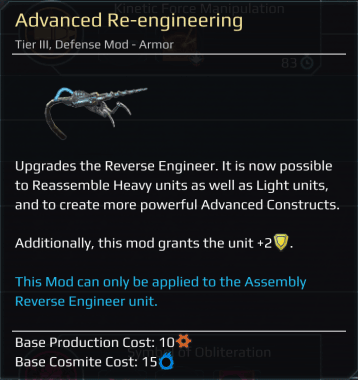 Kinetic Force Manipulation
Advanced Re-engineering
Tier III, Defense Mod - Armor
83
Upgrades the Reverse Engineer. It is now possible
to Reassemble Heavy units as well as Light units,
and to create more powerful Advanced Constructs.
Additionally, this mod grants the unit +2.
This Mod can only be applied to the Assembly
Reverse Engineer unit.
Base Production Cost: 10
Symbol of Obliteration
Base Cosmite Cost: 15